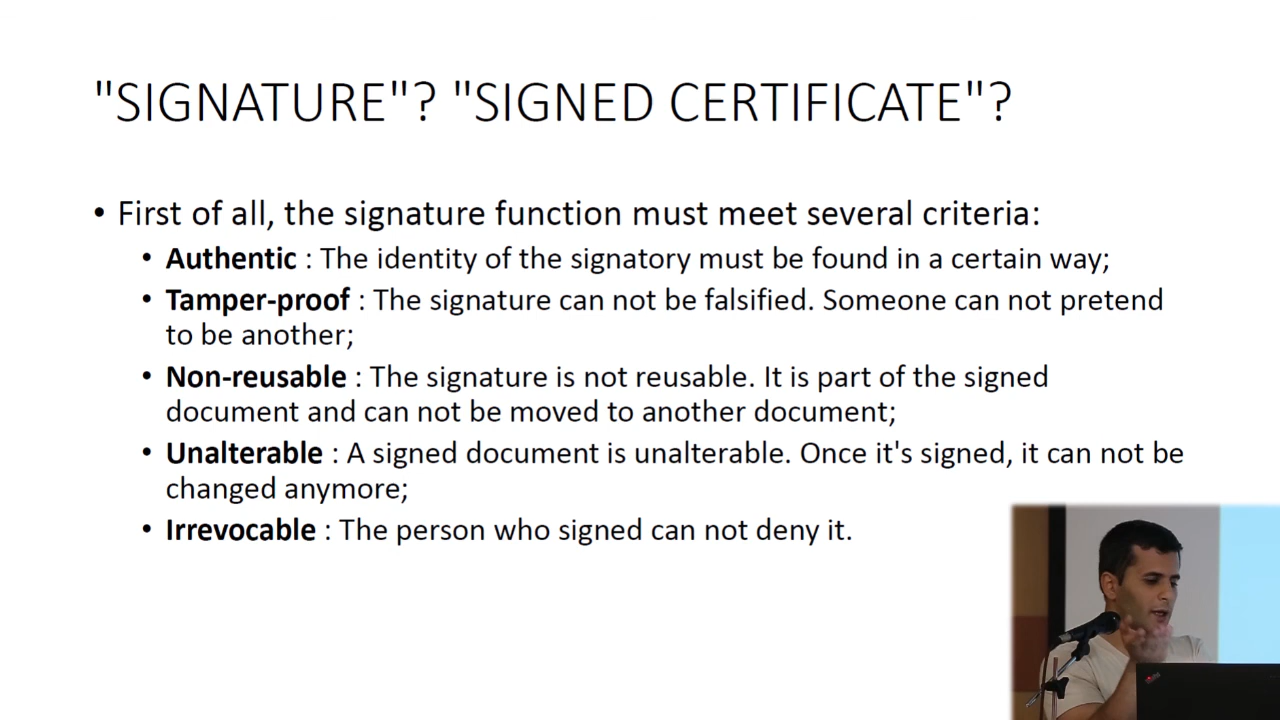 "SIGNATURE"? "SIGNED CERTIFICATE"?
• First of all, the signature function must meet several criteria:
• Authentic : The identity of the signatory must be found in a certain way;
• Tamper-proof : The signature can not be falsified. Someone can not pretend
to be another;
• Non-reusable : The signature is not reusable. It is part of the signed
document and can not be moved to another document;
• Unalterable : A signed document is unalterable. Once it's signed, it can not be
changed anymore;
• Irrevocable : The person who signed can not deny it.